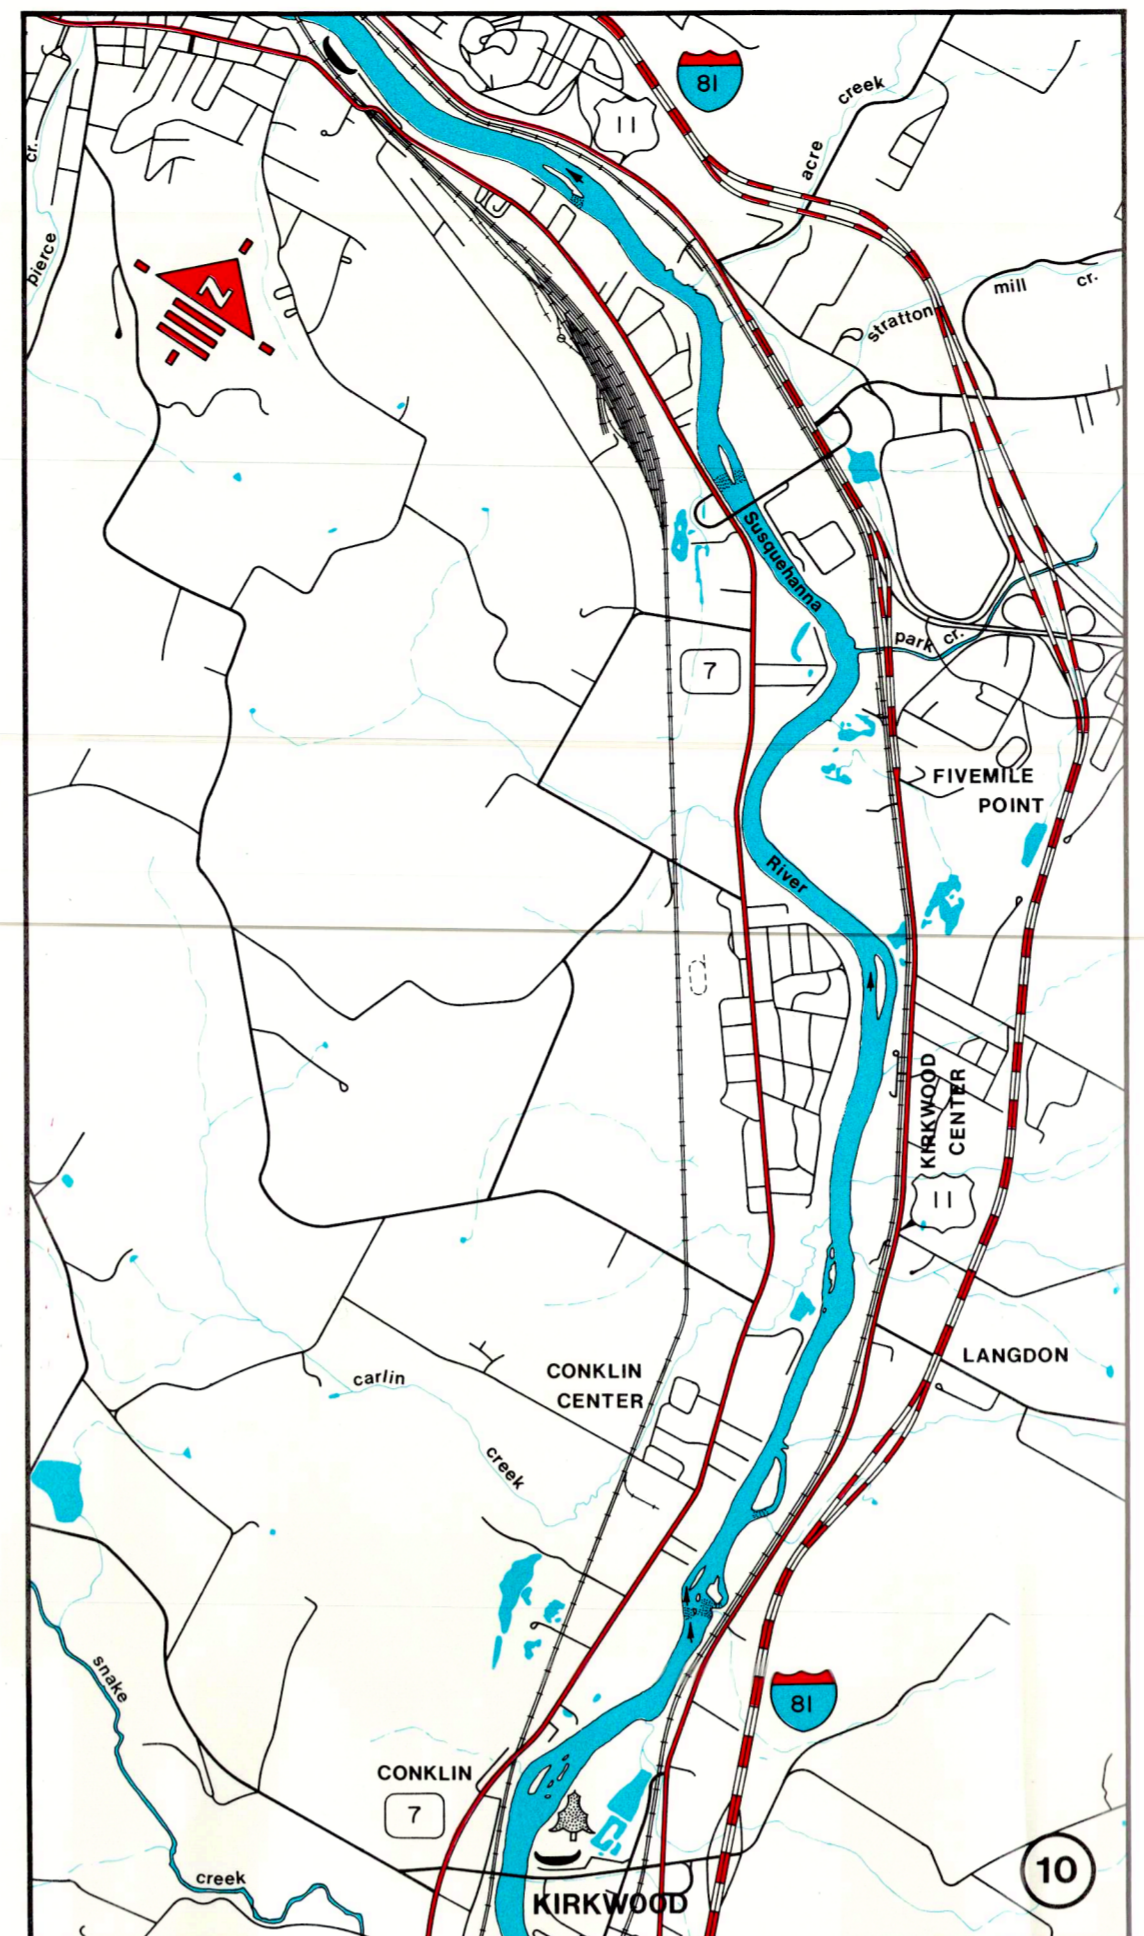 81
11
creek
acre
cr.
pierce
N
mill cr.
stratton
Susquehanna
park cr.
7
FIVEMILE
POINT
River
KIRKWOOD
CENTER
11
LANGDON
CONKLIN
CENTER
carlin
creek
snake
81
CONKLIN
7
10
creek
KIRKWOOD